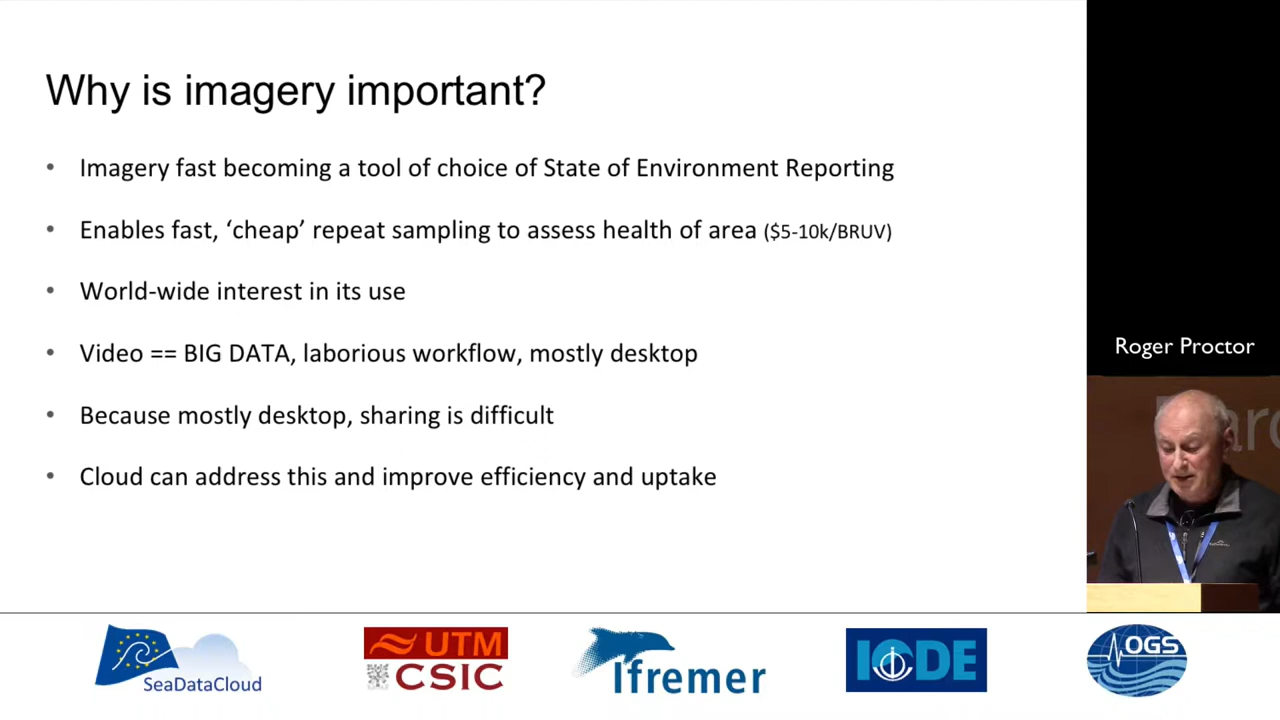 Why is imagery important?
• Imagery fast becoming a tool of choice of State of Environment Reporting
• Enables fast, ‘cheap’ repeat sampling to assess health of area ($5-10k/BRUV)
• World-wide interest in its use
• Video == BIG DATA, laborious workflow, mostly desktop
• Because mostly desktop, sharing is difficult
• Cloud can address this and improve efficiency and uptake
Roger Proctor
SeaDataCloud
UTM
CSIC
Ifremer
IODE
OGS